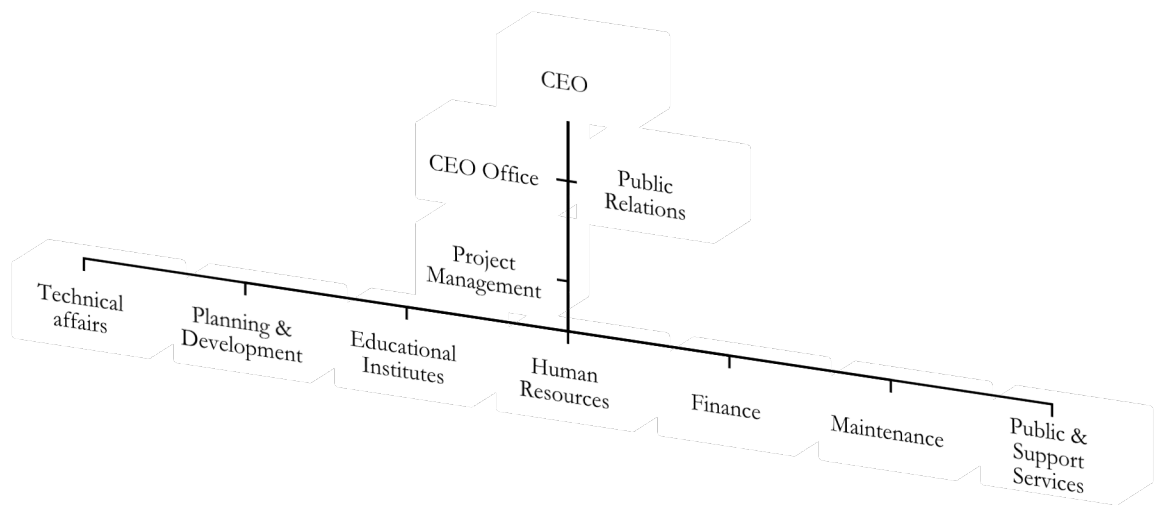 CEO
CEO Office
Public
Relations
Project
Management
Technical
affairs
Planning &
Development
Educational
Institutes
Human
Resources
Finance
Maintenance
Public &
Support
Services